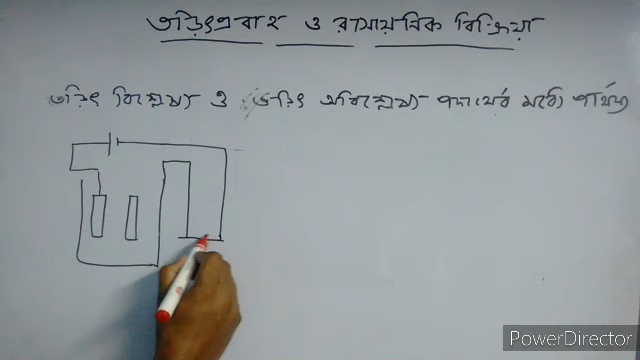 তড়িৎপ্রবাহ ও রাসায়নিক বিক্রিয়া
তড়িৎ বিশ্লেষ্য ও তড়িৎ অবিশ্লেষ্য পদার্থের মধ্যে পার্থক্য
PowerDirector